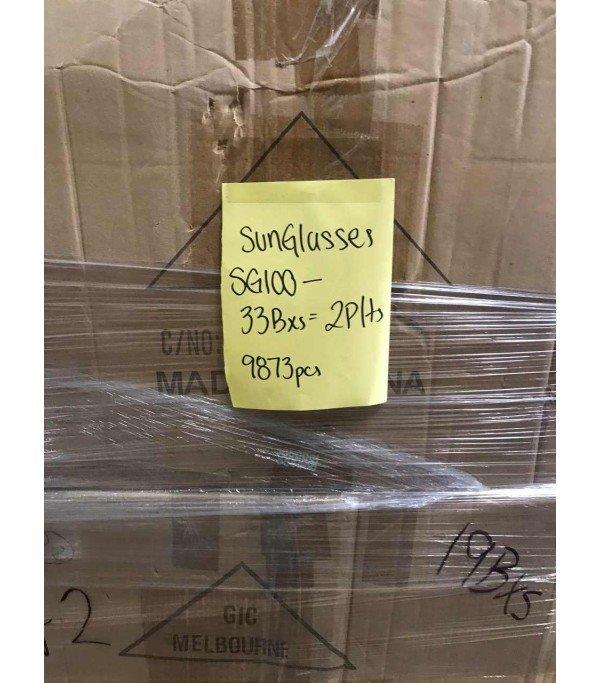 SunGlasses
SG100 -
33Bxs = 2Plts
9873pcs
C/NO:
MAD
NA
19Bxs
-2
GIC
MELBOURNE